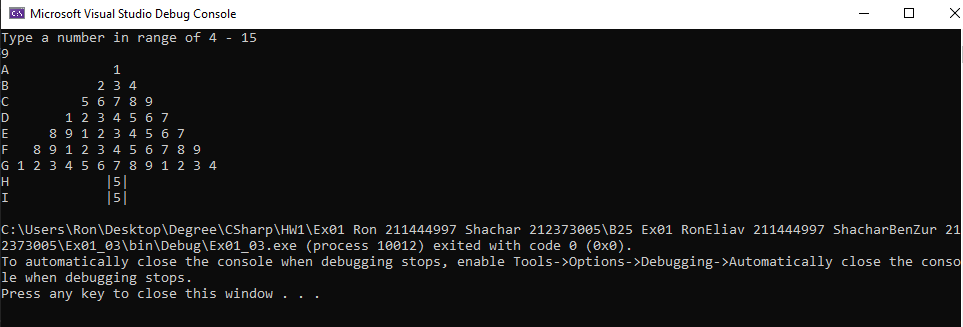 Microsoft Visual Studio Debug Console
Type a number in range of 4 - 15
9
A             1
B           2 3 4
C         5 6 7 8 9
D       1 2 3 4 5 6 7
E     8 9 1 2 3 4 5 6 7
F   8 9 1 2 3 4 5 6 7 8 9
G 1 2 3 4 5 6 7 8 9 1 2 3 4
H            |5|
I            |5|
C:\Users\Ron\Desktop\Degree\CSharp\HW1\Ex01 Ron 211444997 Shachar 212373005\B25 Ex01 RonEliav 211444997 ShacharBenZur 21
2373005\Ex01_03\bin\Debug\Ex01_03.exe (process 10012) exited with code 0 (0x0).
To automatically close the console when debugging stops, enable Tools->Options->Debugging->Automatically close the conso
le when debugging stops.
Press any key to close this window . . .